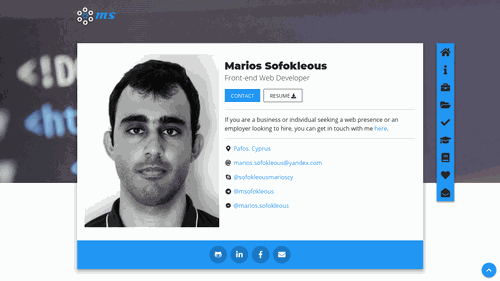 ms
<!DO
Marios Sofokleous
Front-end Web Developer
CONTACT
RESUME
If you are a business or individual seeking a web presence or an
employer looking to hire, you can get in touch with me here.
Pafos, Cyprus
marios.sofokleous@yandex.com
@sofokleousmarioscy
@msofokleous
@marios.sofokleous